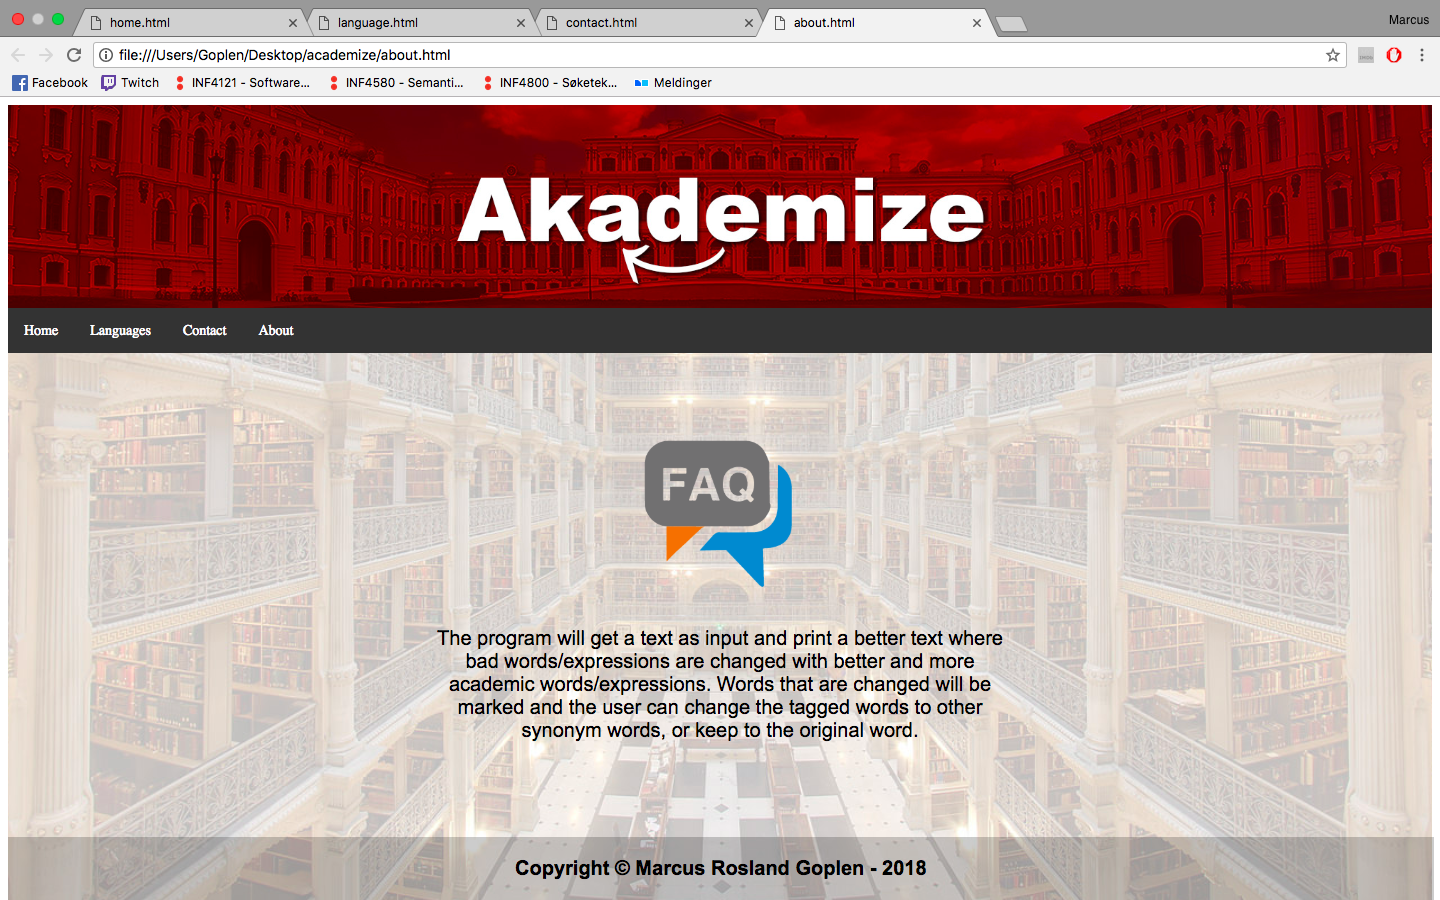 home.html
language.html
contact.html
about.html
Marcus
file:///Users/Goplen/Desktop/academize/about.html
Facebook
Twitch
INF4121 - Software...
INF4580 - Semanti...
INF4800 - Søketek...
Meldinger
Akademize
Home
Languages
Contact
About
FAQ
The program will get a text as input and print a better text where
bad words/expressions are changed with better and more
academic words/expressions. Words that are changed will be
marked and the user can change the tagged words to other
synonym words, or keep to the original word.
Copyright © Marcus Rosland Goplen - 2018